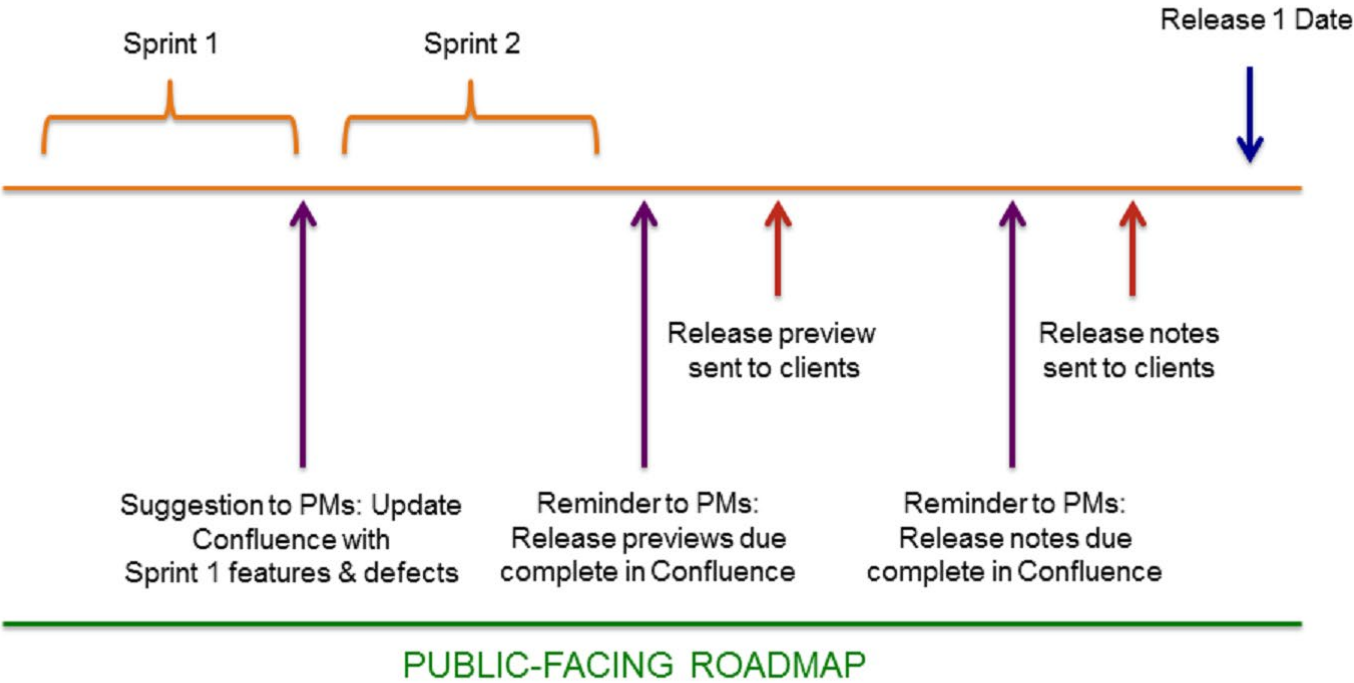 Release 1 Date
Sprint 1
Sprint 2
Release preview
sent to clients
Release notes
sent to clients
Suggestion to PMs: Update
Confluence with
Sprint 1 features & defects
Reminder to PMs:
Release previews due
complete in Confluence
Reminder to PMs:
Release notes due
complete in Confluence
PUBLIC-FACING ROADMAP